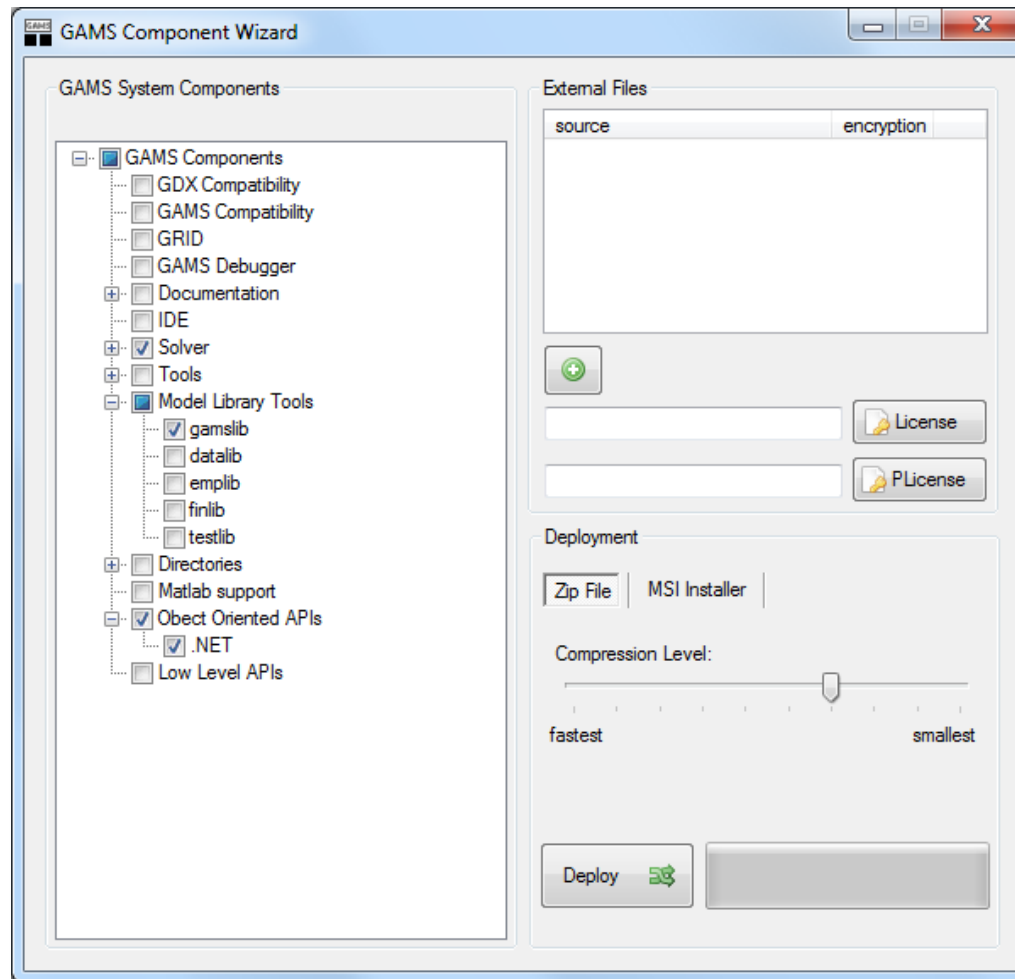 GAMS
GAMS Component Wizard
GAMS System Components
GAMS Components
GDX Compatibility
GAMS Compatibility
GRID
GAMS Debugger
Documentation
IDE
Solver
Tools
Model Library Tools
gamslib
datalib
emplib
finlib
testlib
Directories
Matlab support
Obect Oriented APIs
.NET
Low Level APIs
External Files
source encryption
License
PLicense
Deployment
Zip File MSI Installer
Compression Level:
fastest smallest
Deploy